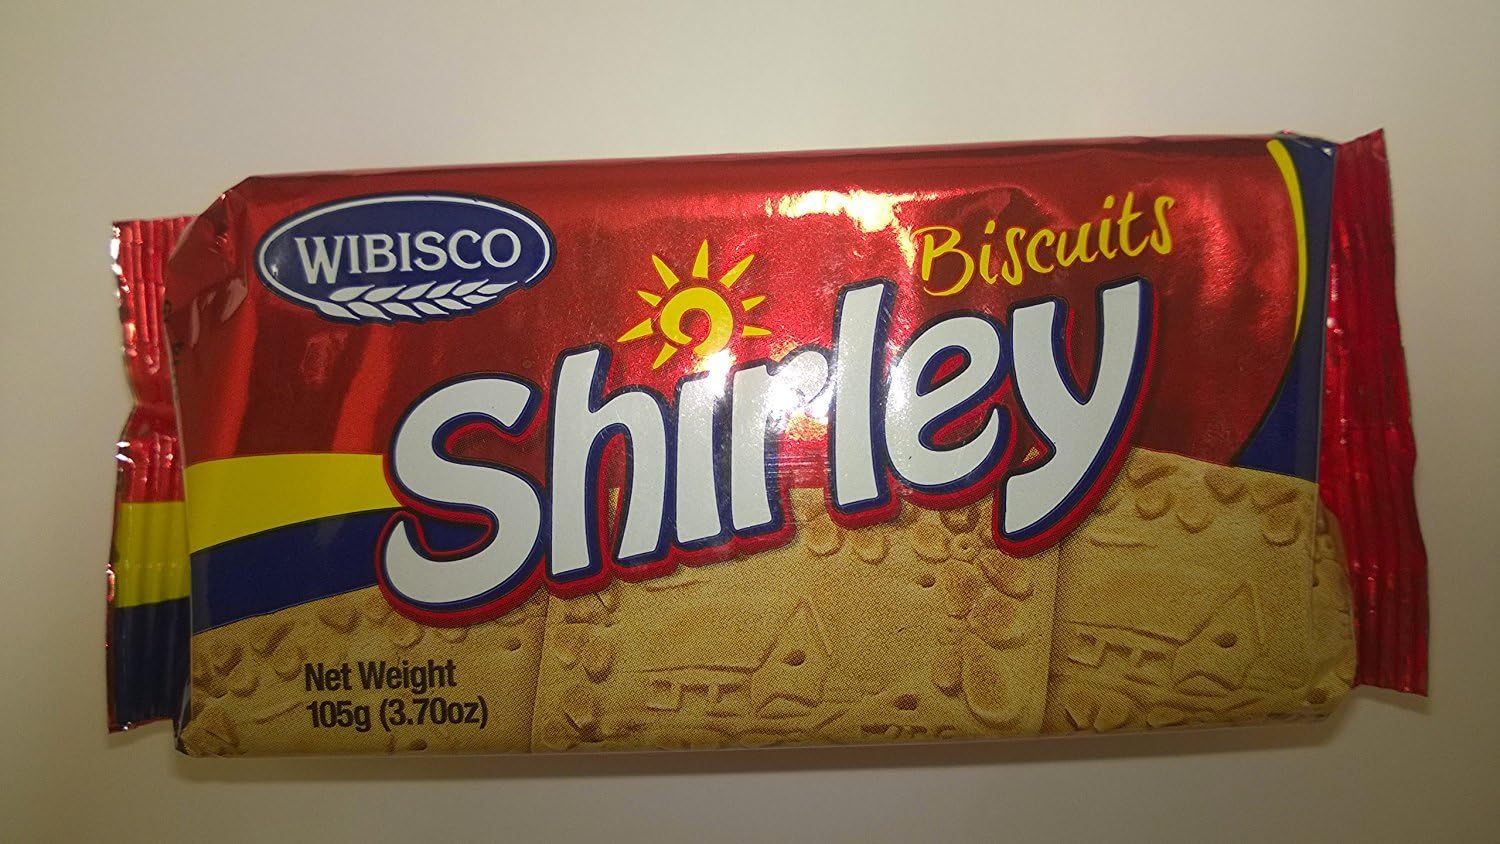 WIBISCO
Biscuits
Shirley
Net Weight
105g (3.70oz)